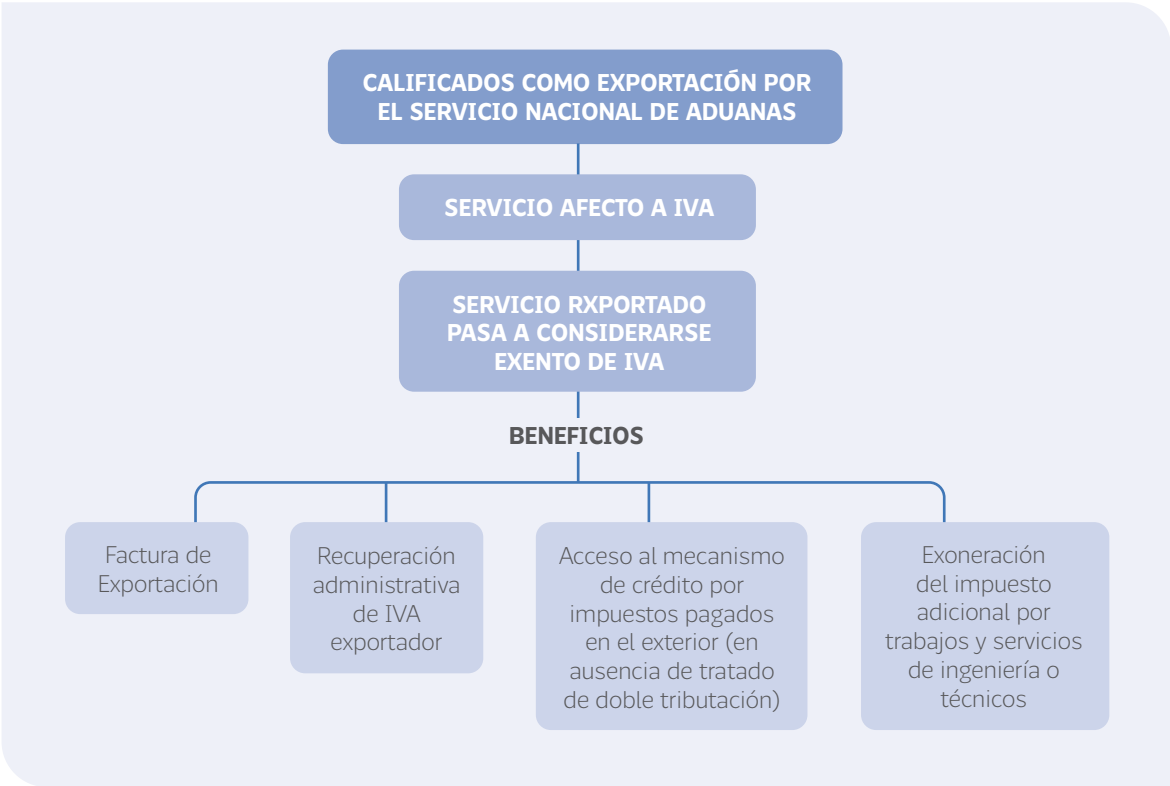 CALIFICADOS COMO EXPORTACIÓN POR
EL SERVICIO NACIONAL DE ADUANAS
SERVICIO AFECTO A IVA
SERVICIO RXPORTADO
PASA A CONSIDERARSE
EXENTO DE IVA
BENEFICIOS
Factura de
Exportación
Recuperación
administrativa
de IVA
exportador
Acceso al mecanismo
de crédito por
impuestos pagados
en el exterior (en
ausencia de tratado
de doble tributación)
Exoneración
del impuesto
adicional por
trabajos y servicios
de ingeniería o
técnicos